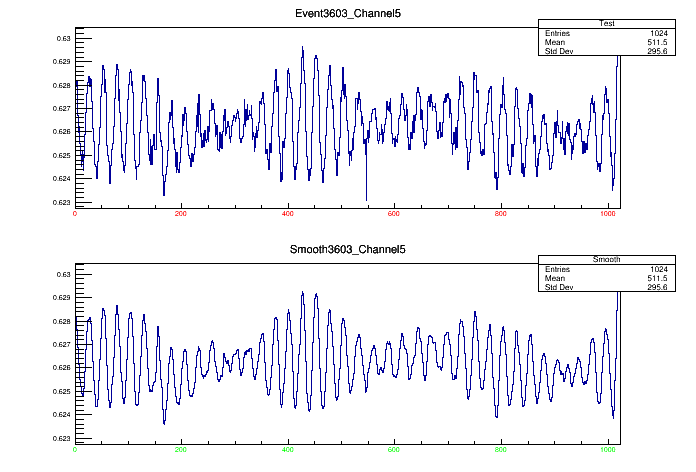 Event3603_Channel5
Test
Entries 1024
Mean 511.5
Std Dev 295.6
0.63
0.629
0.628
0.627
0.626
0.625
0.624
0.623
0 200 400 600 800 1000
Smooth3603_Channel5
Smooth
Entries 1024
Mean 511.5
Std Dev 295.6
0.63
0.629
0.628
0.627
0.626
0.625
0.624
0.623
0 200 400 600 800 1000